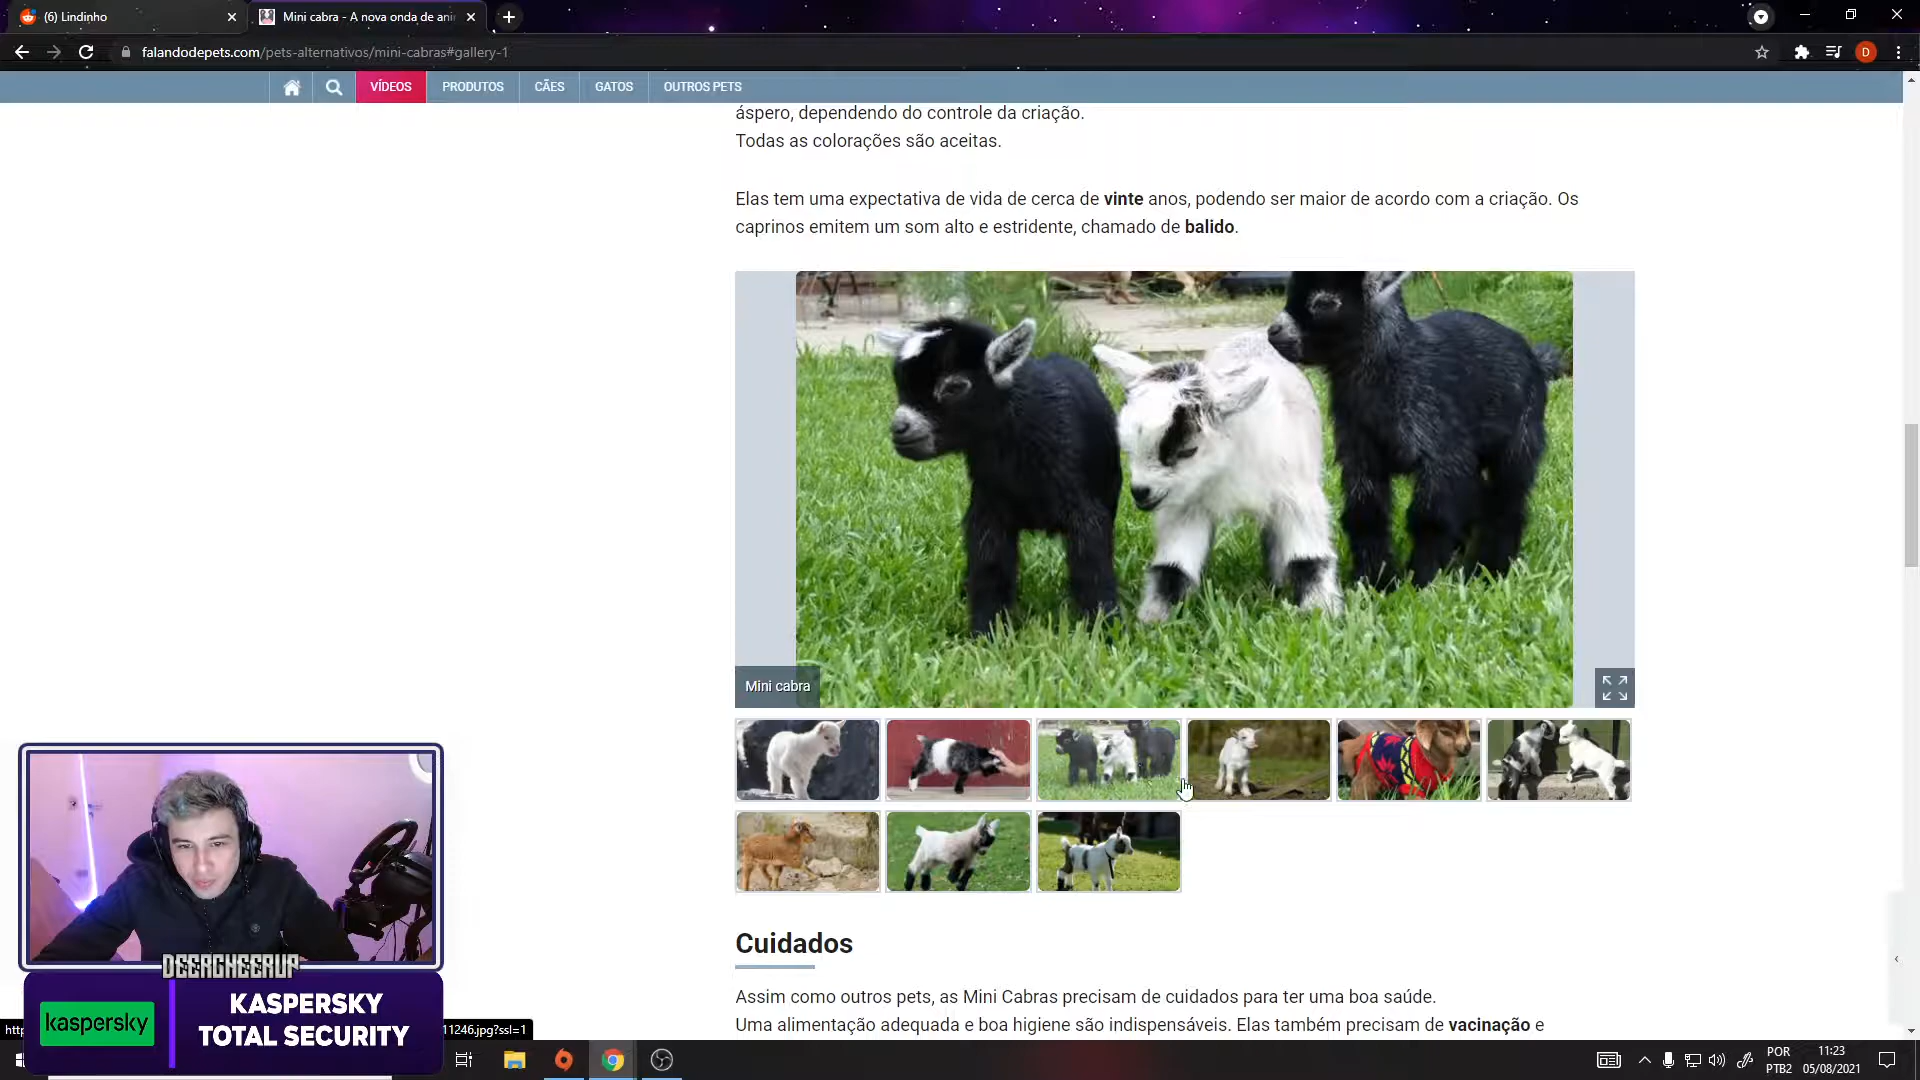 (6) Lindinho
Mini cabra - A nova onda de ani
falandodepets.com/pets-alternativos/mini-cabras#gallery-1
D
VÍDEOS
PRODUTOS
CÃES
GATOS
OUTROS PETS
áspero, dependendo do controle da criação.
Todas as colorações são aceitas.
Elas tem uma expectativa de vida de cerca de vinte anos, podendo ser maior de acordo com a criação. Os
caprinos emitem um som alto e estridente, chamado de balido.
Mini cabra
Cuidados
Assim como outros pets, as Mini Cabras precisam de cuidados para ter uma boa saúde.
Uma alimentação adequada e boa higiene são indispensáveis. Elas também precisam de vacinação e
kaspersky
KASPERSKY
TOTAL SECURITY
http
11246.jpg?ssl=1
POR
PTB2
11:23
05/08/2021